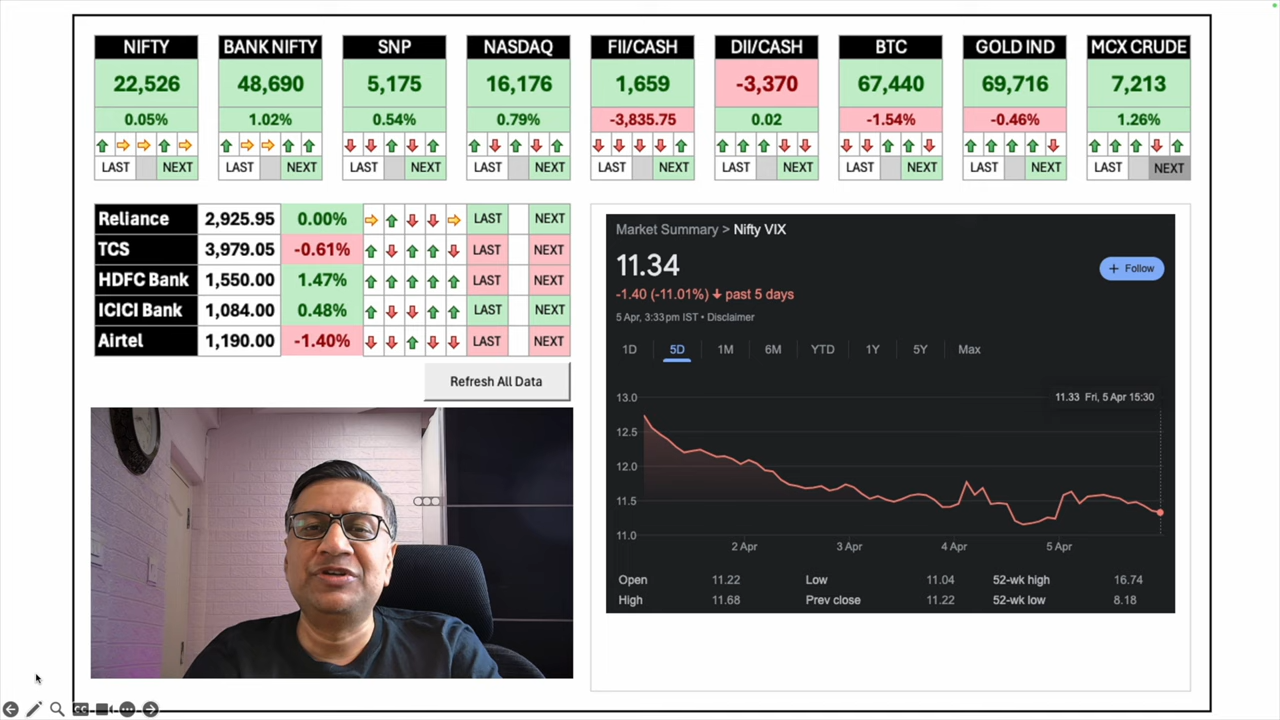 NIFTY BANK NIFTY SNP NASDAQ FII/CASH DII/CASH BTC GOLD IND MCX CRUDE
22,526 48,690 5,175 16,176 1,659 -3,370 67,440 69,716 7,213
0.05% 1.02% 0.54% 0.79% -3,835.75 0.02 -1.54% -0.46% 1.26%
LAST NEXT LAST NEXT LAST NEXT LAST NEXT LAST NEXT LAST NEXT LAST NEXT LAST NEXT LAST NEXT
Reliance 2,925.95 0.00% LAST NEXT
TCS 3,979.05 -0.61% LAST NEXT
HDFC Bank 1,550.00 1.47% LAST NEXT
ICICI Bank 1,084.00 0.48% LAST NEXT
Airtel 1,190.00 -1.40% LAST NEXT
Refresh All Data
Market Summary > Nifty VIX
11.34
+ Follow
-1.40 (-11.01%) ↓ past 5 days
5 Apr, 3:33 pm IST • Disclaimer
1D 5D 1M 6M YTD 1Y 5Y Max
11.33 Fri, 5 Apr 15:30
13.0
12.5
12.0
11.5
11.0
2 Apr 3 Apr 4 Apr 5 Apr
Open 11.22 Low 11.04 52-wk high 16.74
High 11.68 Prev close 11.22 52-wk low 8.18